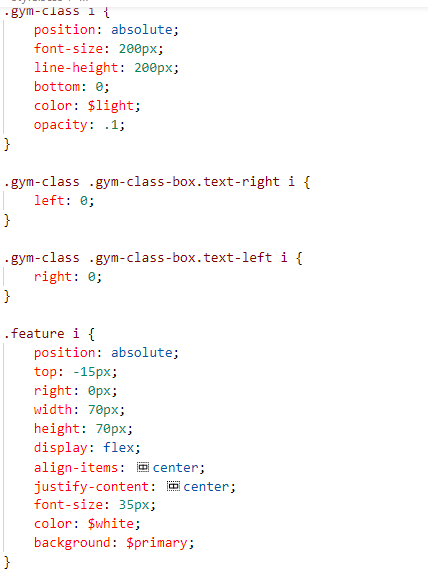 .gym-class i {
    position: absolute;
    font-size: 200px;
    line-height: 200px;
    bottom: 0;
    color: $light;
    opacity: .1;
}

.gym-class .gym-class-box.text-right i {
    left: 0;
}

.gym-class .gym-class-box.text-left i {
    right: 0;
}

.feature i {
    position: absolute;
    top: -15px;
    right: 0px;
    width: 70px;
    height: 70px;
    display: flex;
    align-items: center;
    justify-content: center;
    font-size: 35px;
    color: $white;
    background: $primary;
}